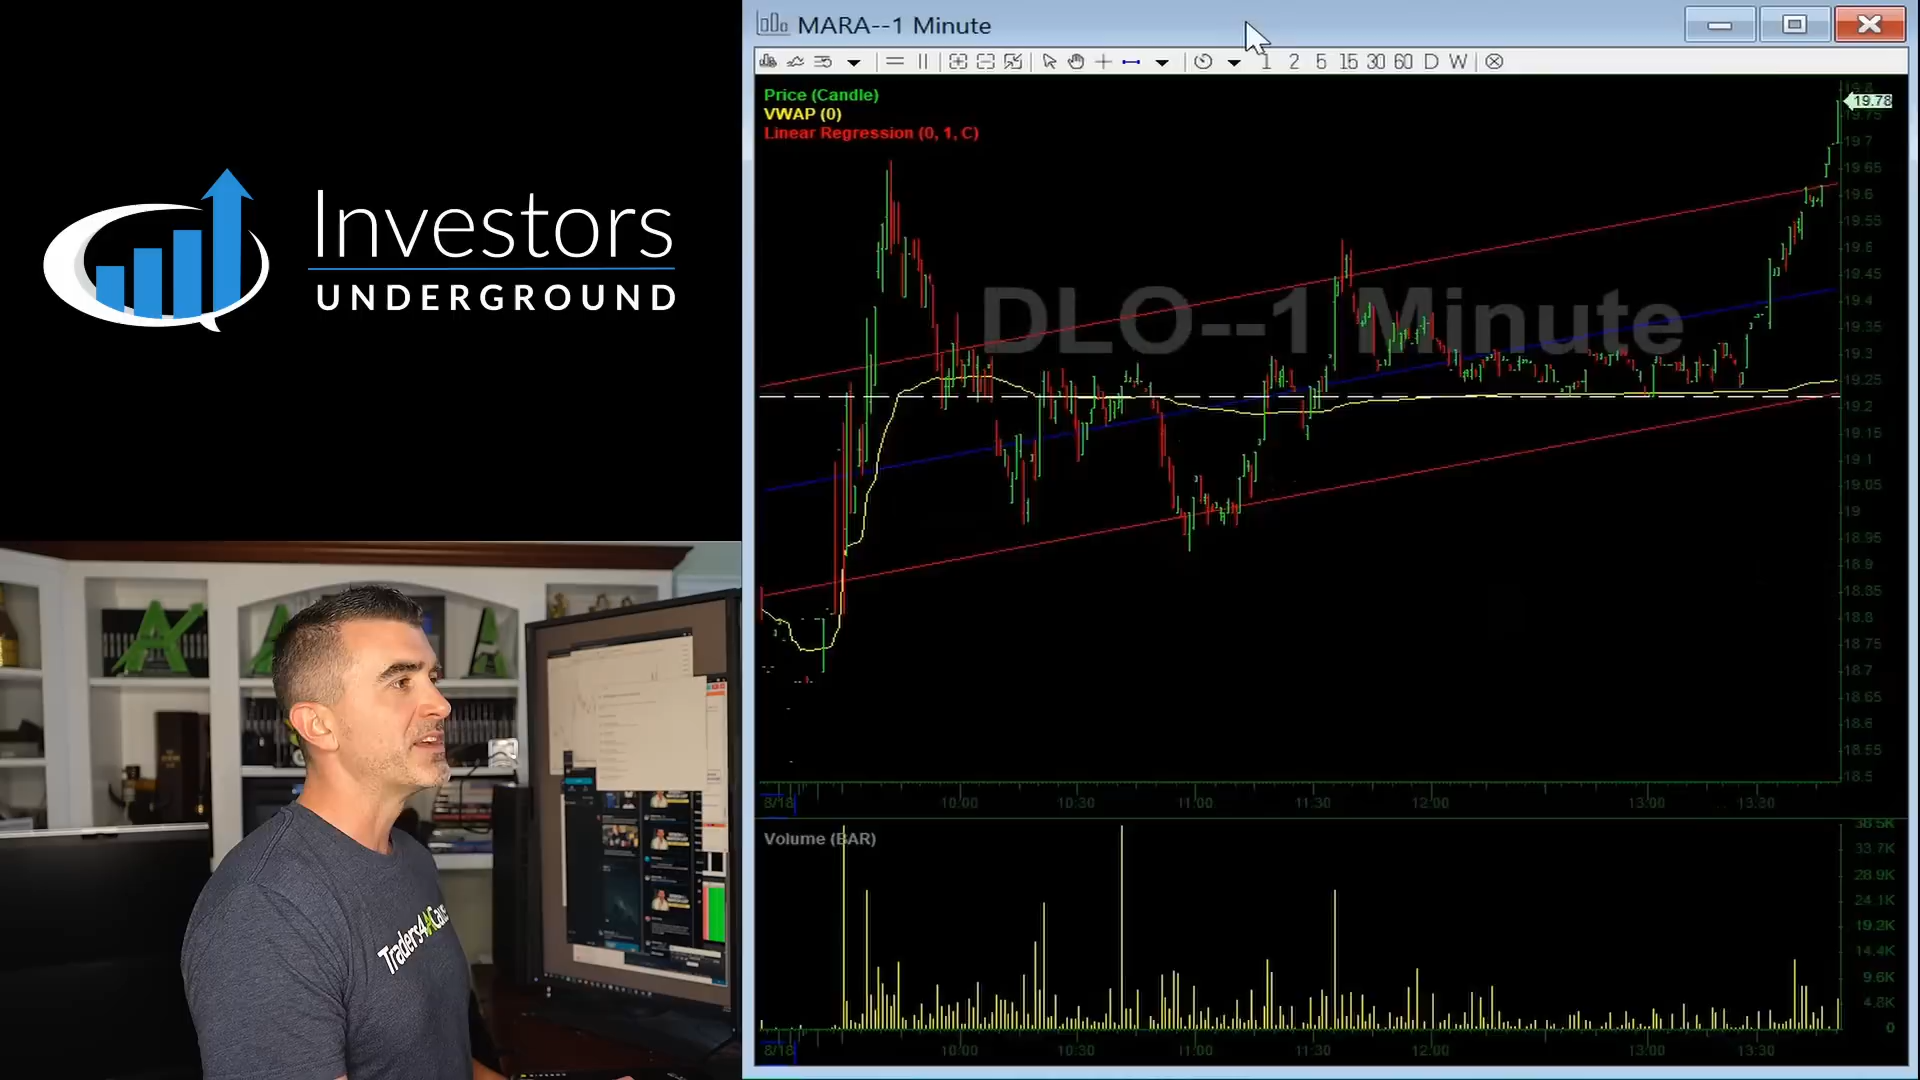 Investors
UNDERGROUND
Traders4ACause
MARA--1 Minute
1 2 5 15 30 60 D W
Price (Candle)
VWAP (0)
Linear Regression (0, 1, C)
DLO--1 Minute
19.8
19.78
19.75
19.7
19.65
19.6
19.55
19.5
19.45
19.4
19.35
19.3
19.25
19.2
19.15
19.1
19.05
19
18.95
18.9
18.85
18.8
18.75
18.7
18.65
18.6
18.55
18.5
8/18 10:00 10:30 11:00 11:30 12:00 13:00 13:30
Volume (BAR)
38.5K
33.7K
28.9K
24.1K
19.2K
14.4K
9.6K
4.8K
0
8/18 10:00 10:30 11:00 11:30 12:00 13:00 13:30